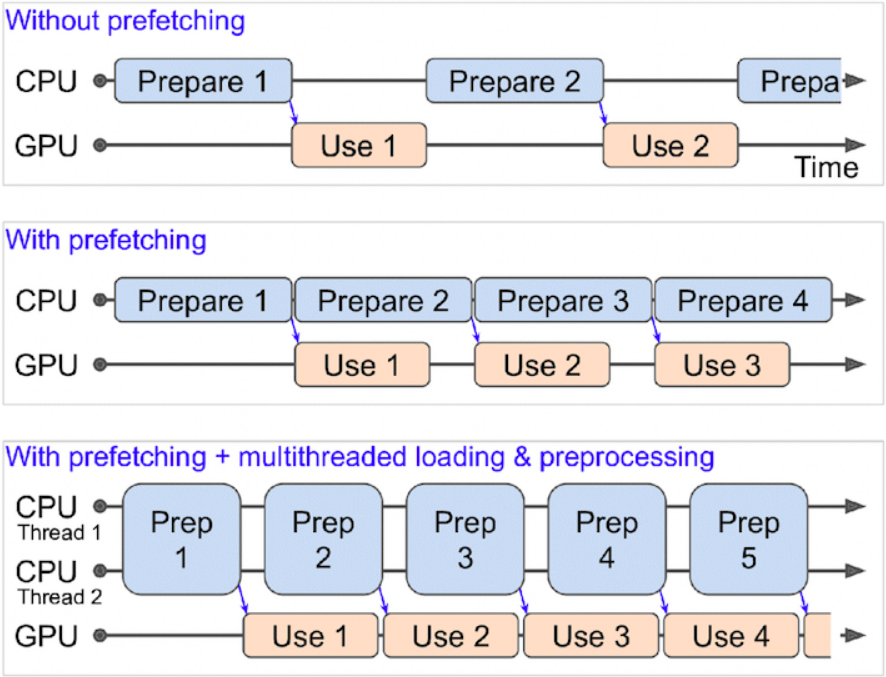 Without prefetching
CPU Prepare 1 Prepare 2 Prepa
GPU Use 1 Use 2
Time
With prefetching
CPU Prepare 1 Prepare 2 Prepare 3 Prepare 4
GPU Use 1 Use 2 Use 3
With prefetching + multithreaded loading & preprocessing
CPU
Thread 1
Prep
1
Prep
2
Prep
3
Prep
4
Prep
5
CPU
Thread 2
GPU Use 1 Use 2 Use 3 Use 4